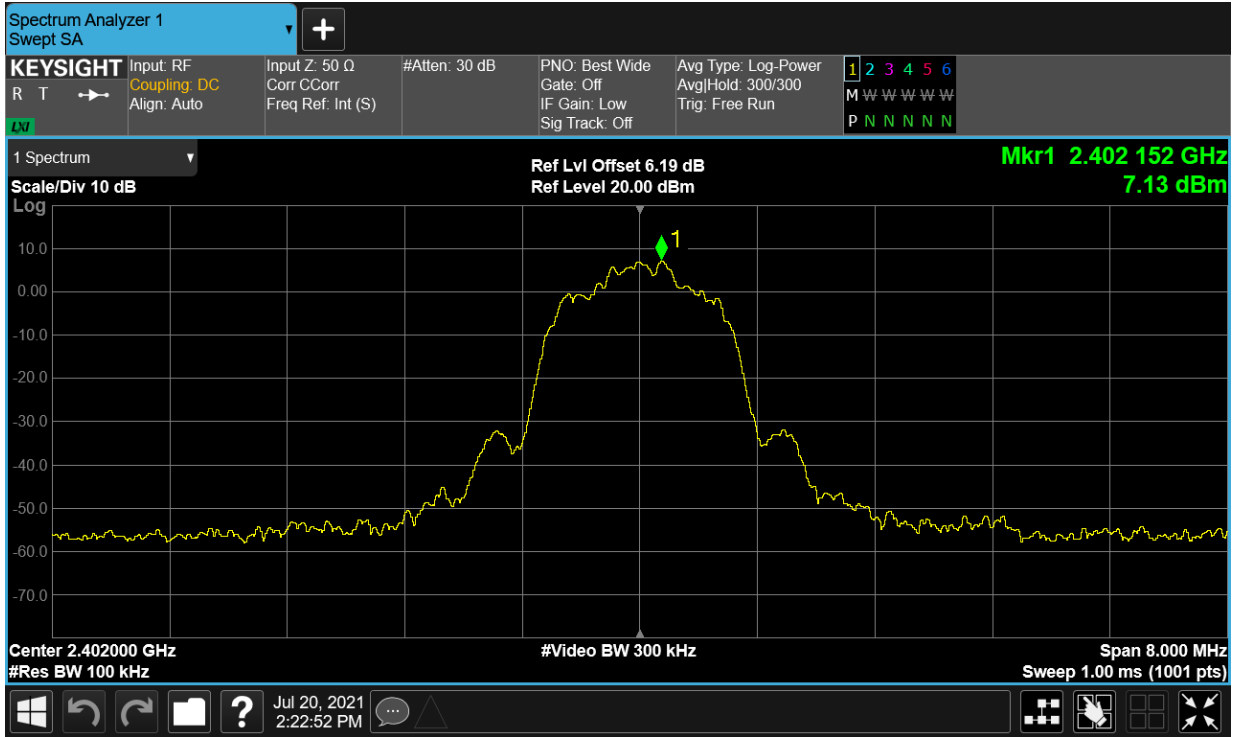 Spectrum Analyzer 1
Swept SA
KEYSIGHT
R T
LXI
Input: RF
Coupling: DC
Align: Auto
Input Z: 50 Ω
Corr CCorr
Freq Ref: Int (S)
#Atten: 30 dB
PNO: Best Wide
Gate: Off
IF Gain: Low
Sig Track: Off
Avg Type: Log-Power
Avg|Hold: 300/300
Trig: Free Run
1 2 3 4 5 6
M W W W W W
P N N N N N
1 Spectrum
Scale/Div 10 dB
Log
Ref Lvl Offset 6.19 dB
Ref Level 20.00 dBm
Mkr1 2.402 152 GHz
7.13 dBm
1
10.0
0.00
-10.0
-20.0
-30.0
-40.0
-50.0
-60.0
-70.0
Center 2.402000 GHz
#Video BW 300 kHz
Span 8.000 MHz
#Res BW 100 kHz
Sweep 1.00 ms (1001 pts)
?
Jul 20, 2021
2:22:52 PM